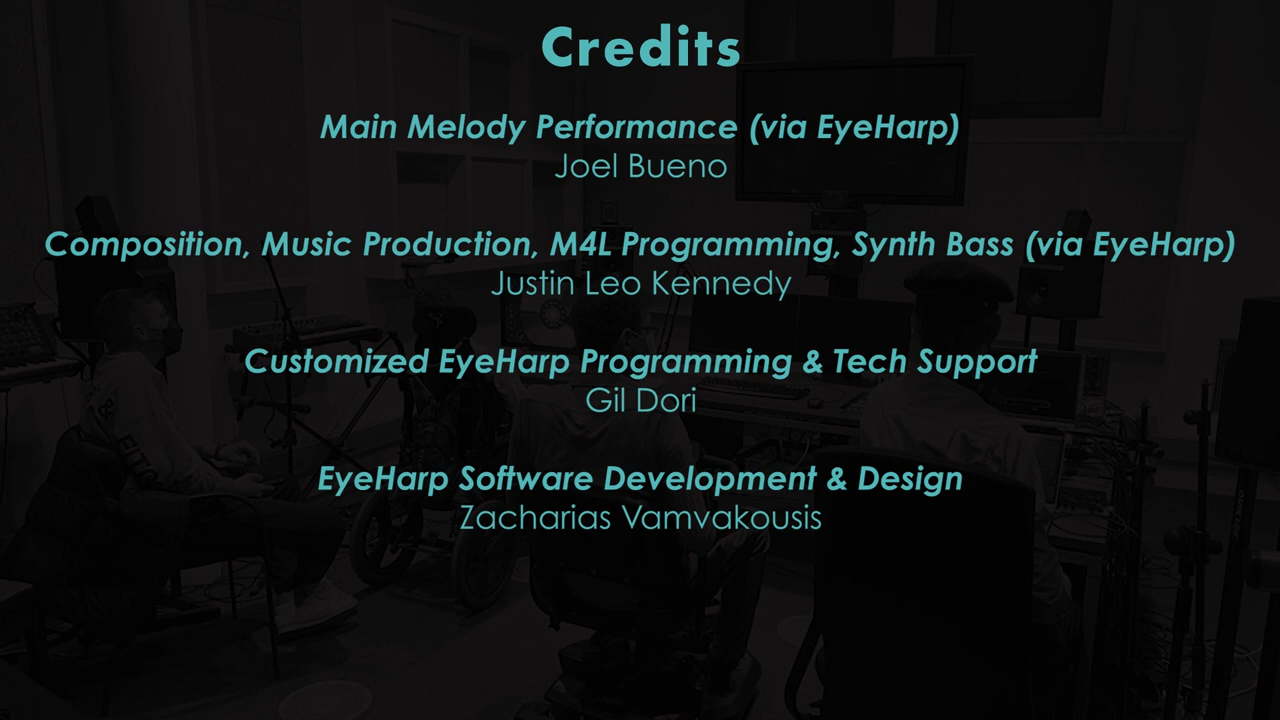 Credits
Main Melody Performance (via EyeHarp)
Joel Bueno
Composition, Music Production, M4L Programming, Synth Bass (via EyeHarp)
Justin Leo Kennedy
Customized EyeHarp Programming & Tech Support
Gil Dori
EyeHarp Software Development & Design
Zacharias Vamvakousis